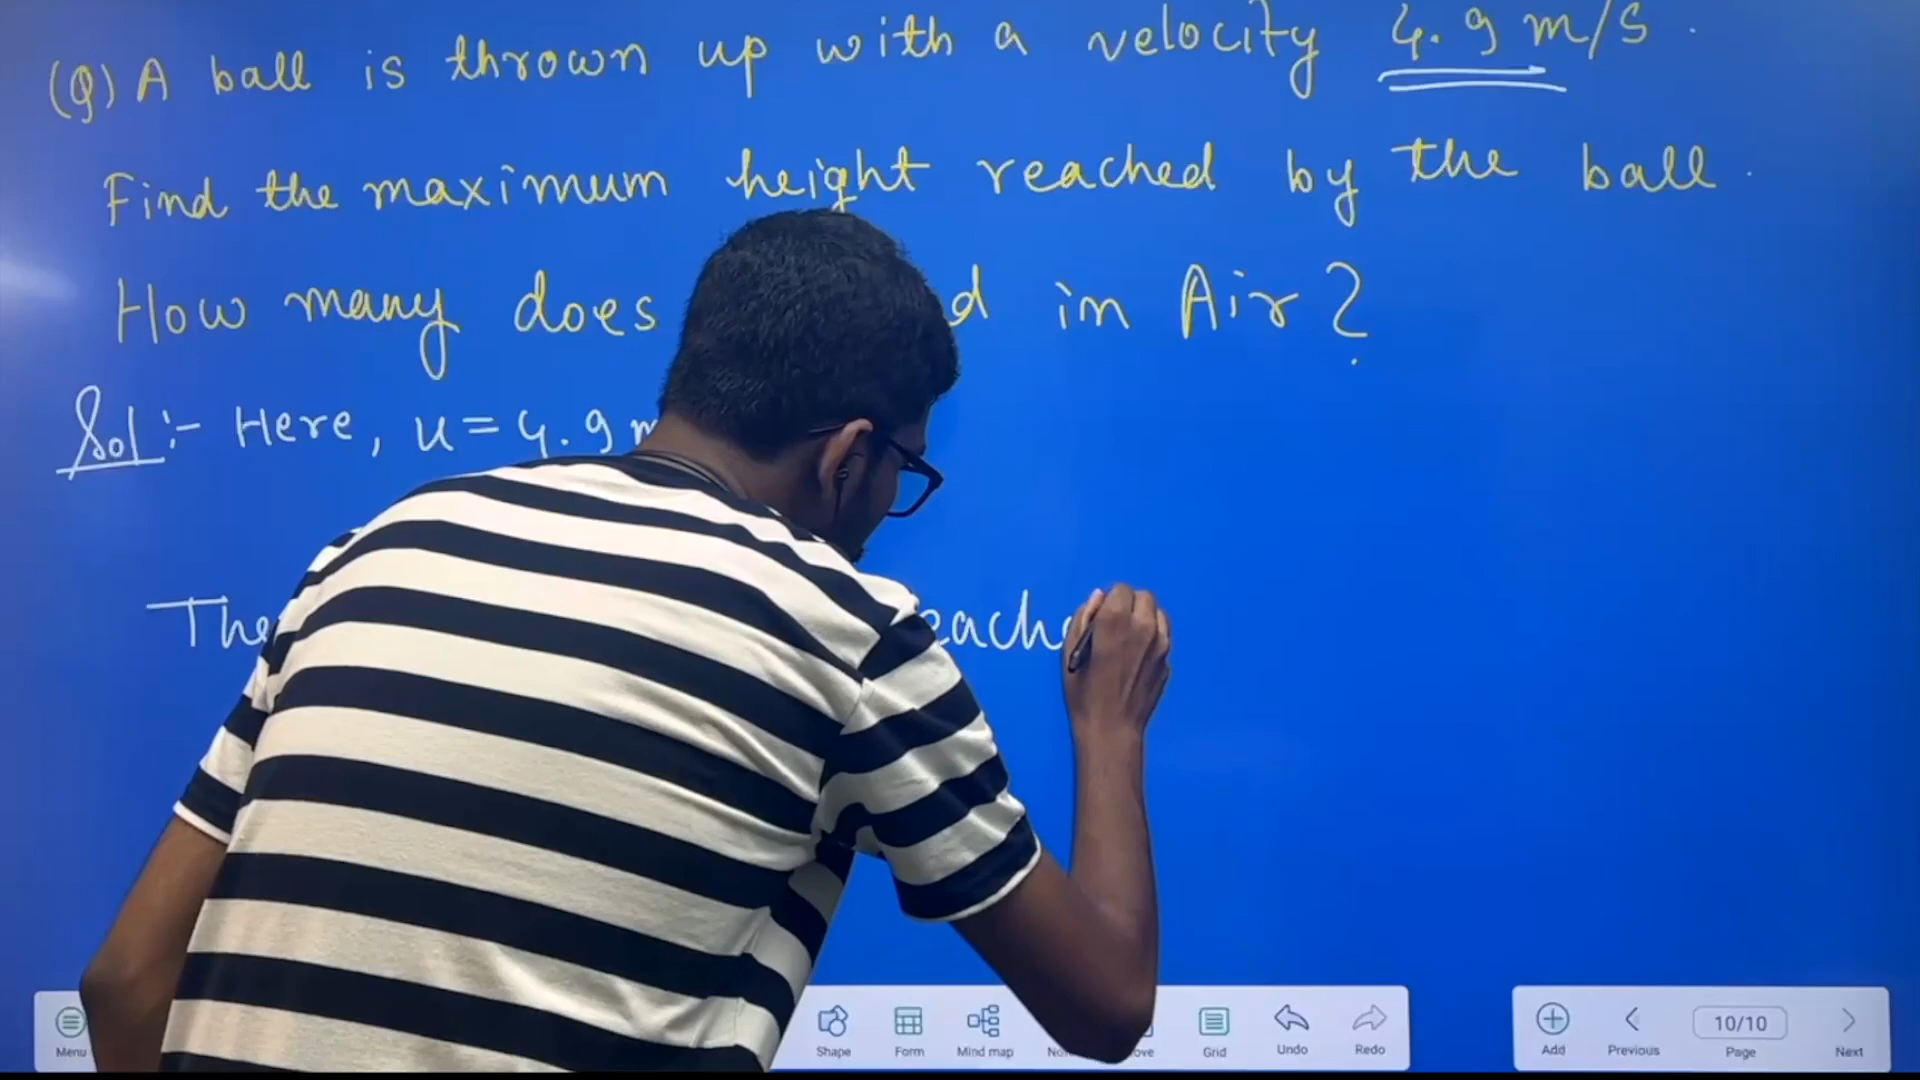 (Q) A ball is thrown up with a velocity 4.9 m/s.
Find the maximum height reached by the ball.
How many does in Air?
Sol:- Here, u = 4.9
The
Menu Shape Form Mind map Grid Undo Redo Add Previous 10/10 Page Next